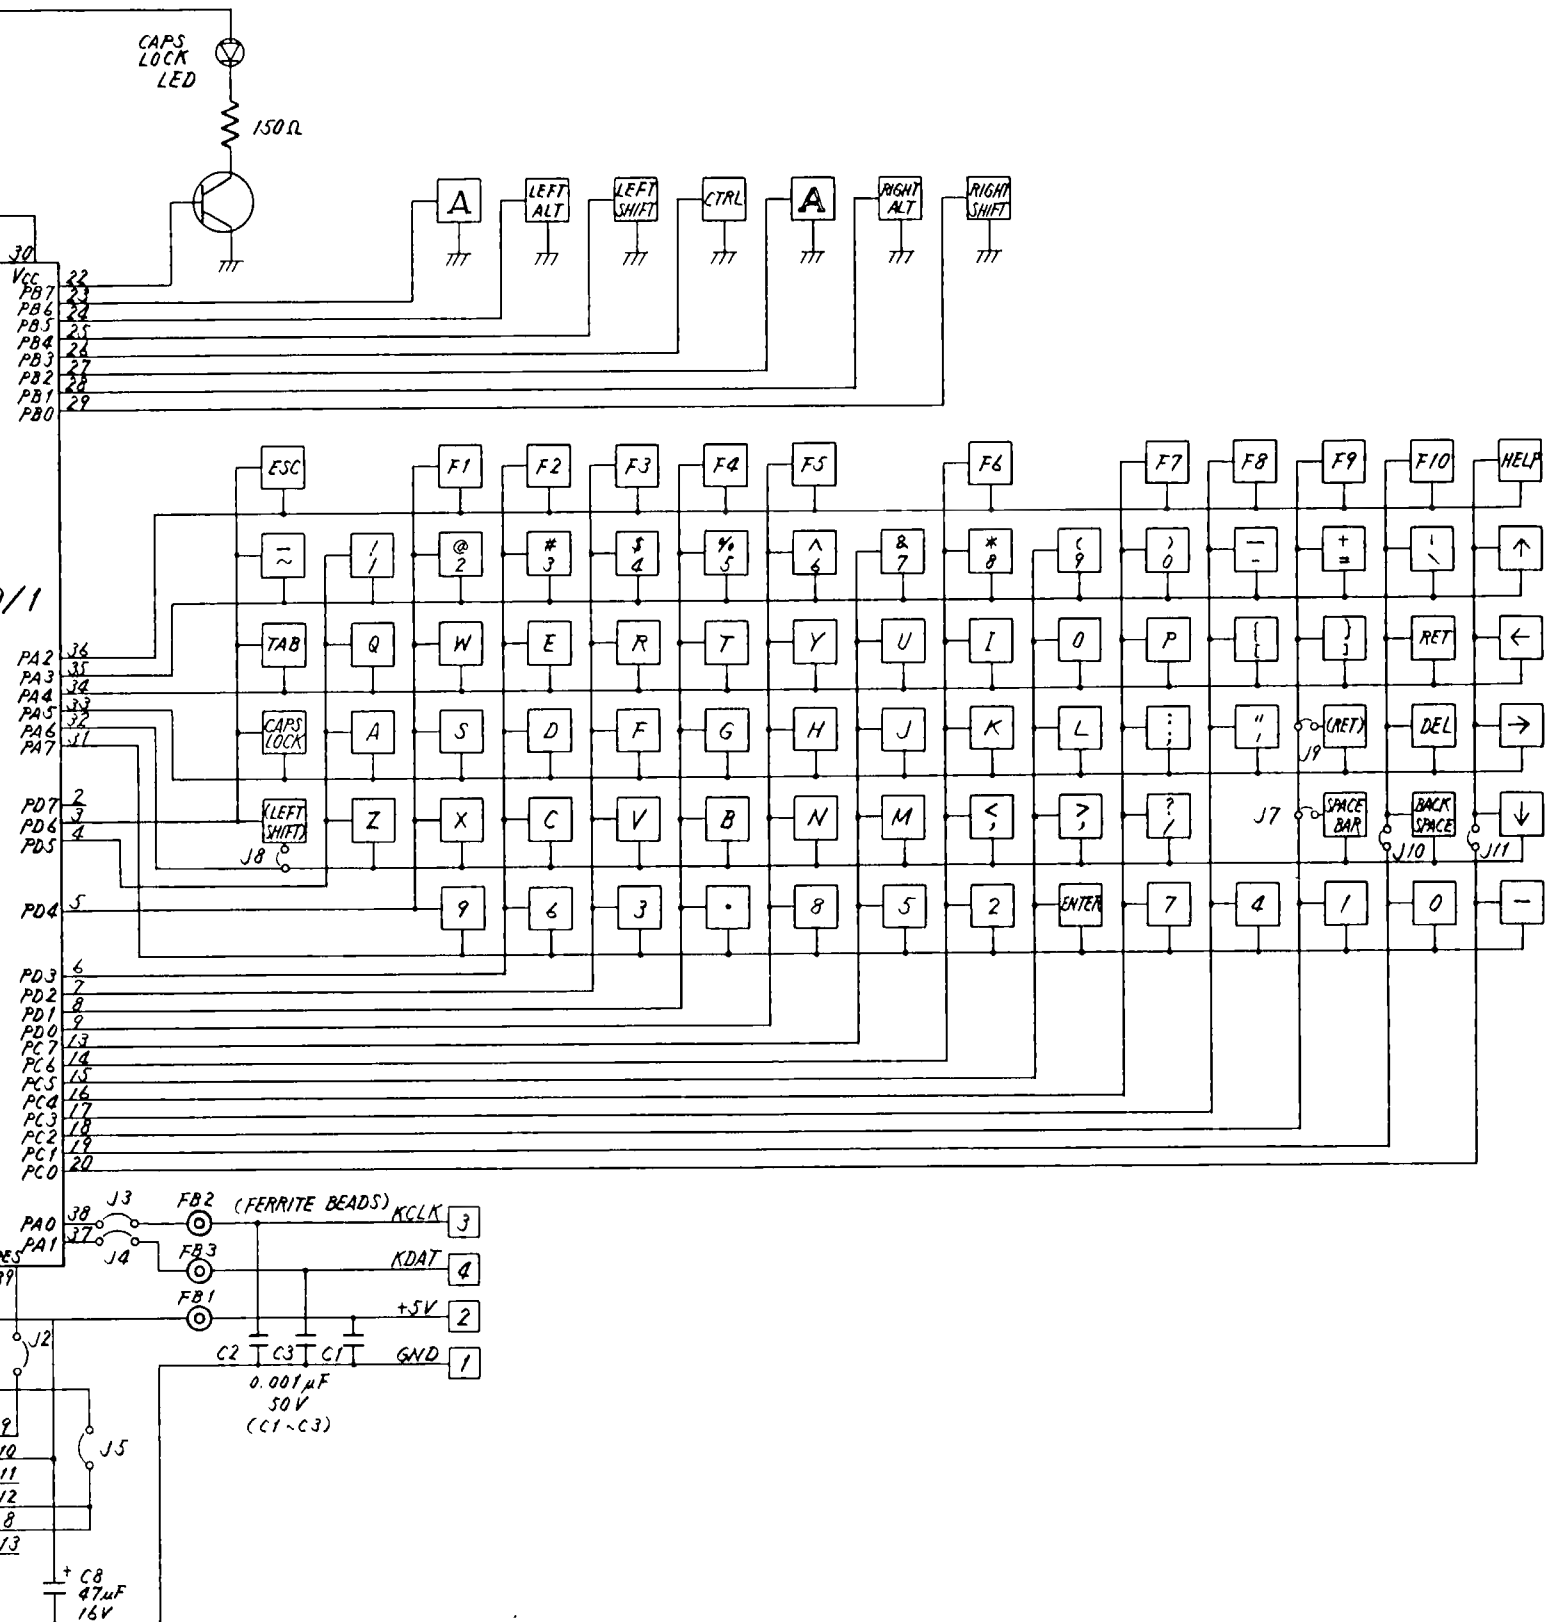 CAPS
LOCK
LED
150Ω
A
LEFT
ALT
LEFT
SHIFT
CTRL
A
RIGHT
ALT
RIGHT
SHIFT
30
VCC
22
PB7
23
PB6
24
PB5
25
PB4
26
PB3
27
PB2
28
PB1
29
PB0
ESC
F1
F2
F3
F4
F5
F6
F7
F8
F9
F10
HELP
~
1
@
2
#
3
$
4
%
5
^
6
&
7
*
8
(
9
)
0
—
-
+
=
\
↑
/1
TAB
Q
W
E
R
T
Y
U
I
O
P
[
}
]
RET
←
PA2 36
PA3 35
PA4 34
PA5 33
PA6 32
PA7 31
CAPS
LOCK
A
S
D
F
G
H
J
K
L
:
;
"
'
J9
(RET)
DEL
→
PD7 2
PD6 3
PD5 4
(LEFT
SHIFT)
J8
Z
X
C
V
B
N
M
<
,
>
,
?
/
J7
SPACE
BAR
BACK
SPACE
J10
↓
J11
PD4 5
9
6
3
.
8
5
2
ENTER
7
4
1
0
-
PD3 6
PD2 7
PD1 8
PD0 9
PC7 13
PC6 14
PC5 15
PC4 16
PC3 17
PC2 18
PC1 19
PC0 20
PA0 38
J3
FB2
(FERRITE BEADS)
KCLK
3
PA1 37
J4
FB3
KDAT
4
FB1
+5V
2
J2
C2
C3
C1
GND
1
0.001µF
50V
(C1~C3)
J5
9
10
11
12
8
13
+
C8
47µF
16V